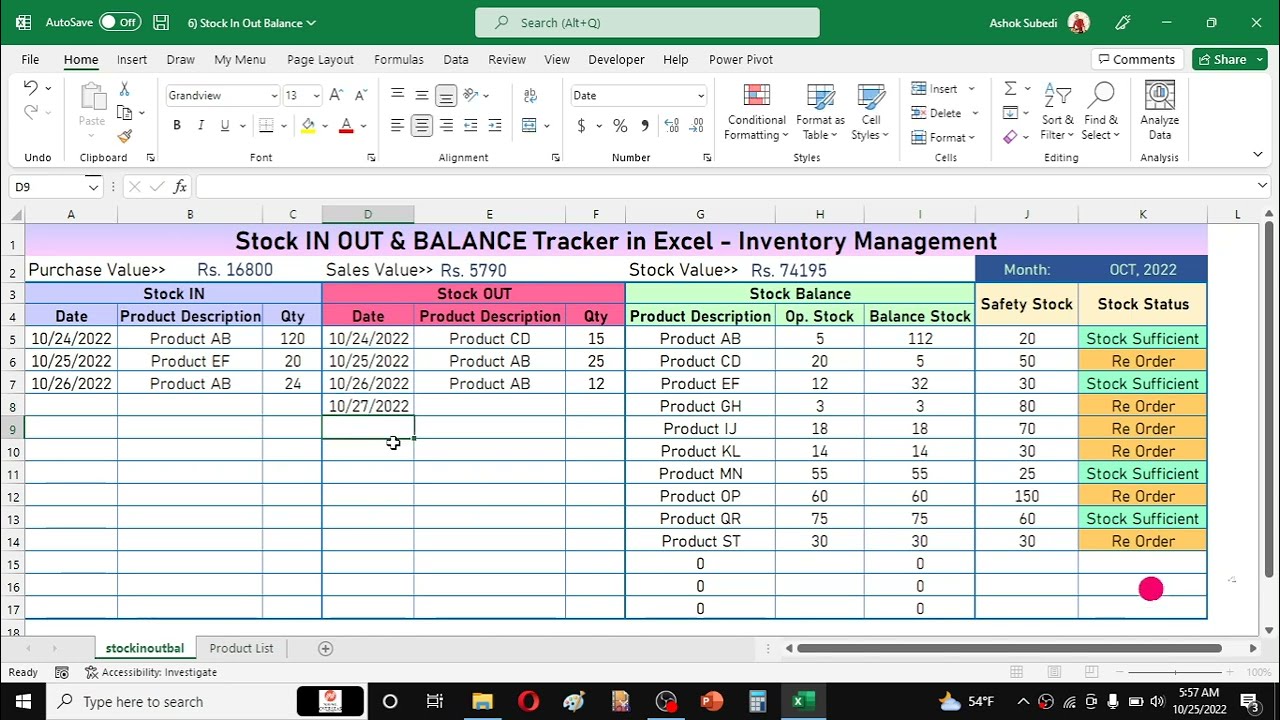 AutoSave Off 6) Stock In Out Balance Search (Alt+Q) Ashok Subedi
File Home Insert Draw My Menu Page Layout Formulas Data Review View Developer Help Power Pivot Comments Share
Grandview 13 Date Insert
Paste B I U $ % Conditional Formatting Format as Table Cell Styles Delete Sort & Filter Find & Select Analyze Data
Format
Undo Clipboard Font Alignment Number Styles Cells Editing Analysis
D9 fx
A B C D E F G H I J K L
1 Stock IN OUT & BALANCE Tracker in Excel - Inventory Management
2 Purchase Value>> Rs. 16800 Sales Value>> Rs. 5790 Stock Value>> Rs. 74195 Month: OCT, 2022
3 Stock IN Stock OUT Stock Balance Safety Stock Stock Status
4 Date Product Description Qty Date Product Description Qty Product Description Op. Stock Balance Stock
5 10/24/2022 Product AB 120 10/24/2022 Product CD 15 Product AB 5 112 20 Stock Sufficient
6 10/25/2022 Product EF 20 10/25/2022 Product AB 25 Product CD 20 5 50 Re Order
7 10/26/2022 Product AB 24 10/26/2022 Product AB 12 Product EF 12 32 30 Stock Sufficient
8 10/27/2022 Product GH 3 3 80 Re Order
9 Product IJ 18 18 70 Re Order
10 Product KL 14 14 30 Re Order
11 Product MN 55 55 25 Stock Sufficient
12 Product OP 60 60 150 Re Order
13 Product QR 75 75 60 Stock Sufficient
14 Product ST 30 30 30 Re Order
15 0 0
16 0 0
17 0 0
18
stockinoutbal Product List
Ready Accessibility: Investigate 100%
Type here to search 54°F 5:57 AM
10/25/2022 3